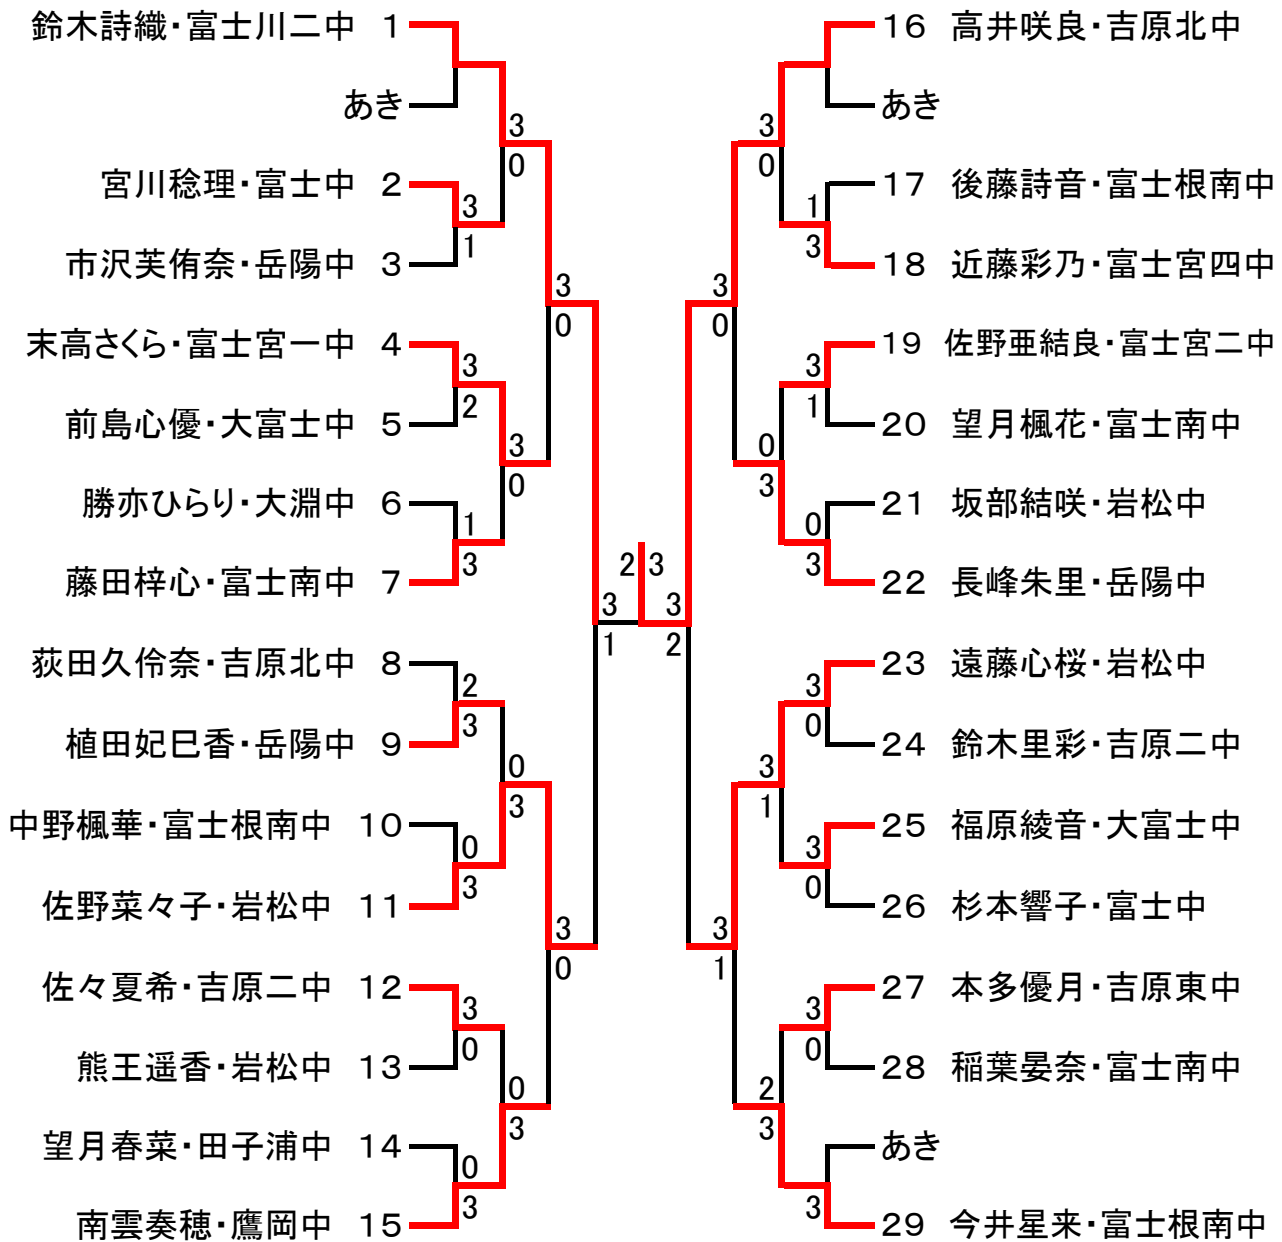 鈴木詩織・富士川二中 1
あき
3
0
宮川稔理・富士中 2
3
1
市沢芙侑奈・岳陽中 3
3
0
末高さくら・富士宮一中 4
3
2
前島心優・大富士中 5
3
0
勝亦ひらり・大淵中 6
1
3
藤田梓心・富士南中 7
3
1
荻田久伶奈・吉原北中 8
2
3
植田妃巳香・岳陽中 9
0
3
中野楓華・富士根南中 10
0
3
佐野菜々子・岩松中 11
3
0
佐々夏希・吉原二中 12
3
0
熊王遥香・岩松中 13
0
3
望月春菜・田子浦中 14
0
3
南雲奏穂・鷹岡中 15
2 3
16 高井咲良・吉原北中
あき
3
0
17 後藤詩音・富士根南中
1
3
18 近藤彩乃・富士宮四中
3
0
19 佐野亜結良・富士宮二中
3
1
20 望月楓花・富士南中
0
3
21 坂部結咲・岩松中
0
3
22 長峰朱里・岳陽中
3
2
23 遠藤心桜・岩松中
3
0
24 鈴木里彩・吉原二中
3
1
25 福原綾音・大富士中
3
0
26 杉本響子・富士中
3
1
27 本多優月・吉原東中
3
0
28 稲葉晏奈・富士南中
2
3
あき
3
29 今井星来・富士根南中